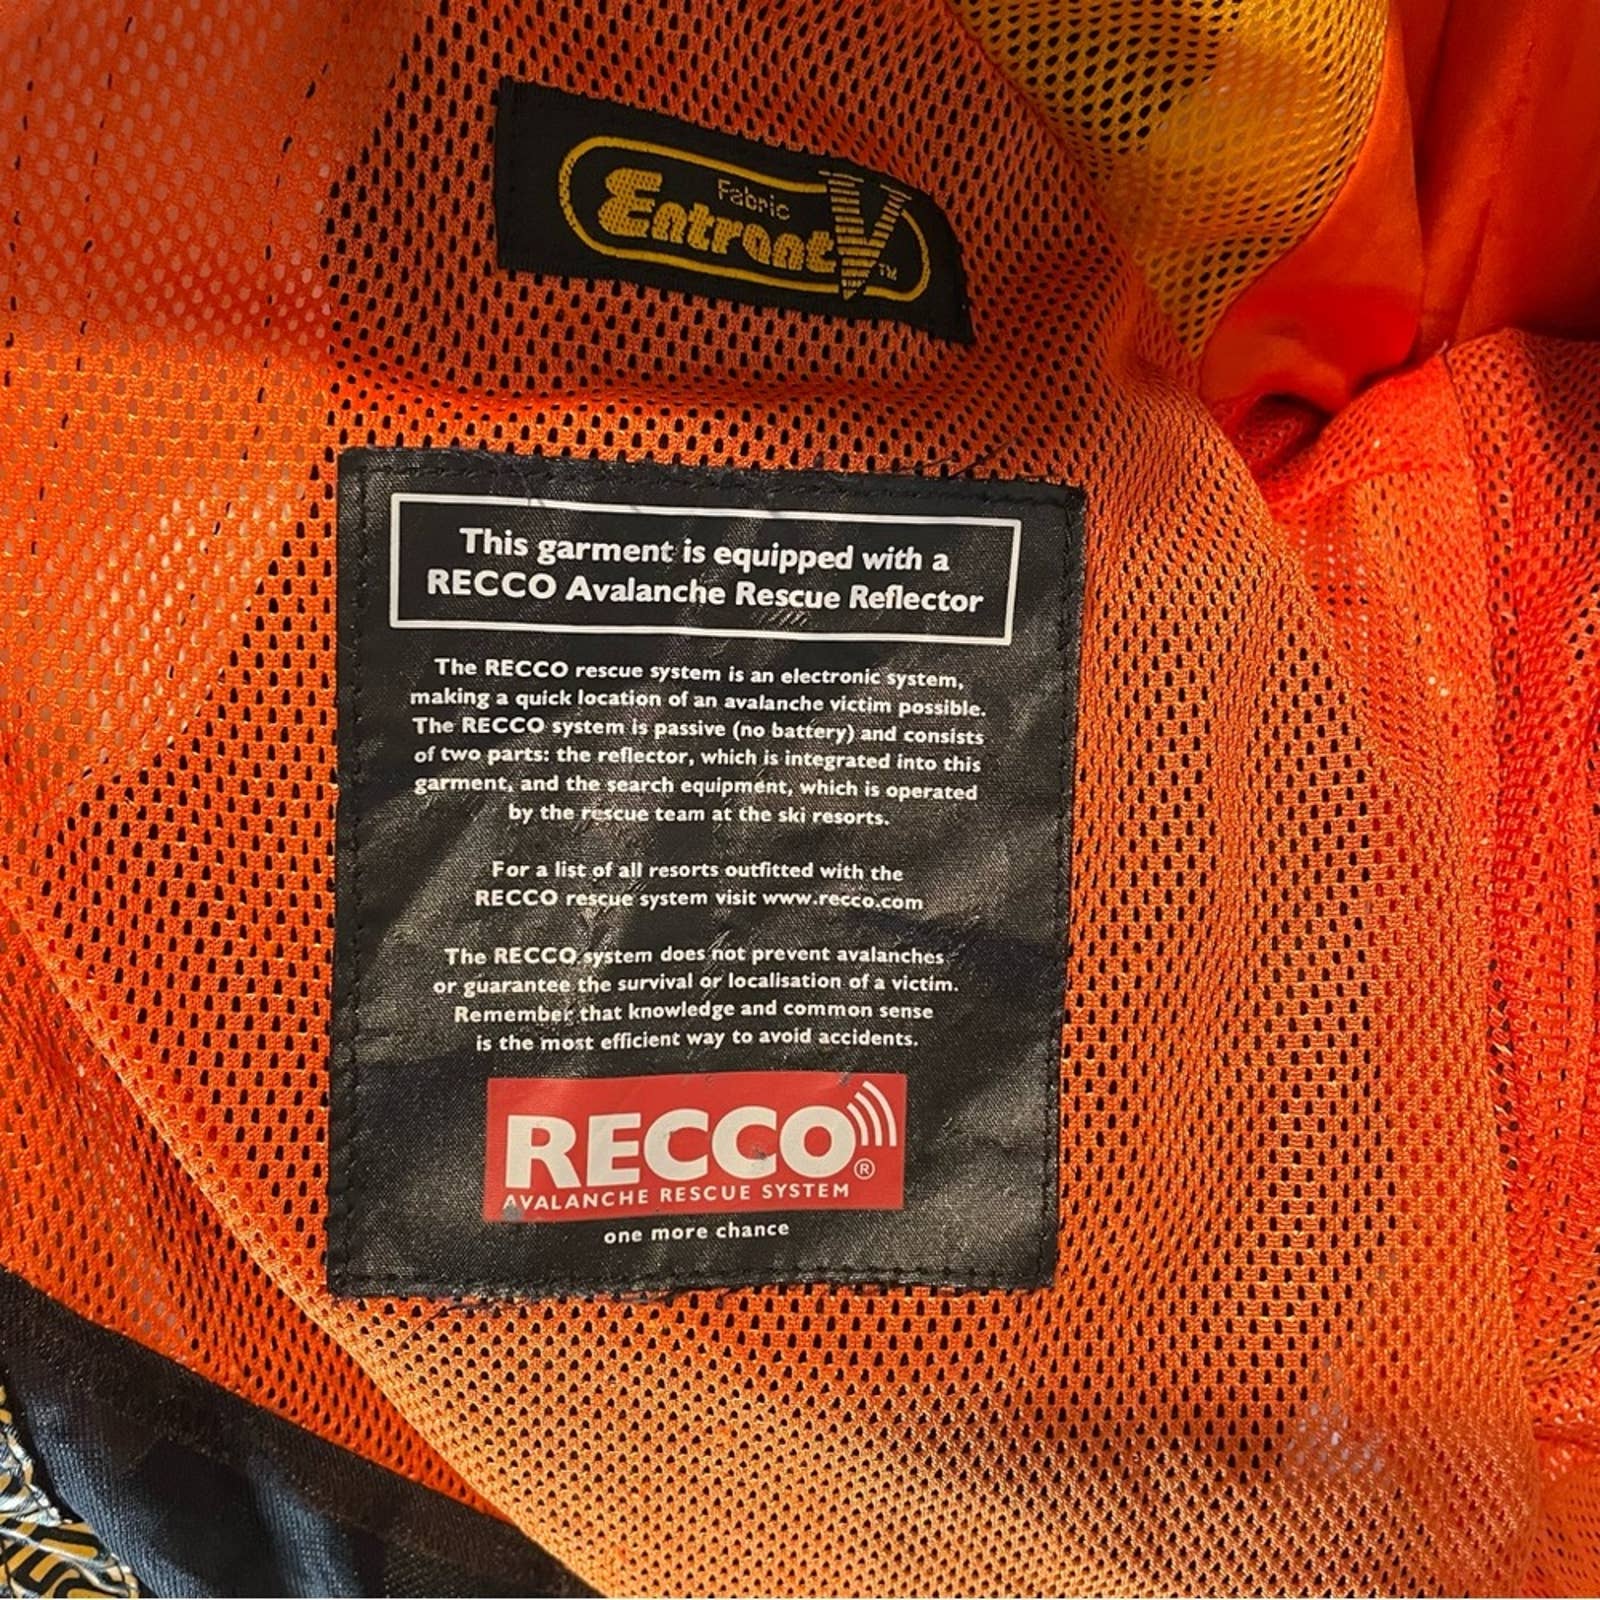 Fabric
Entrant V™
This garment is equipped with a
RECCO Avalanche Rescue Reflector
The RECCO rescue system is an electronic system,
making a quick location of an avalanche victim possible.
The RECCO system is passive (no battery) and consists
of two parts: the reflector, which is integrated into this
garment, and the search equipment, which is operated
by the rescue team at the ski resorts.
For a list of all resorts outfitted with the
RECCO rescue system visit www.recco.com
The RECCO system does not prevent avalanches
or guarantee the survival or localisation of a victim.
Remember that knowledge and common sense
is the most efficient way to avoid accidents.
RECCO®
AVALANCHE RESCUE SYSTEM
one more chance